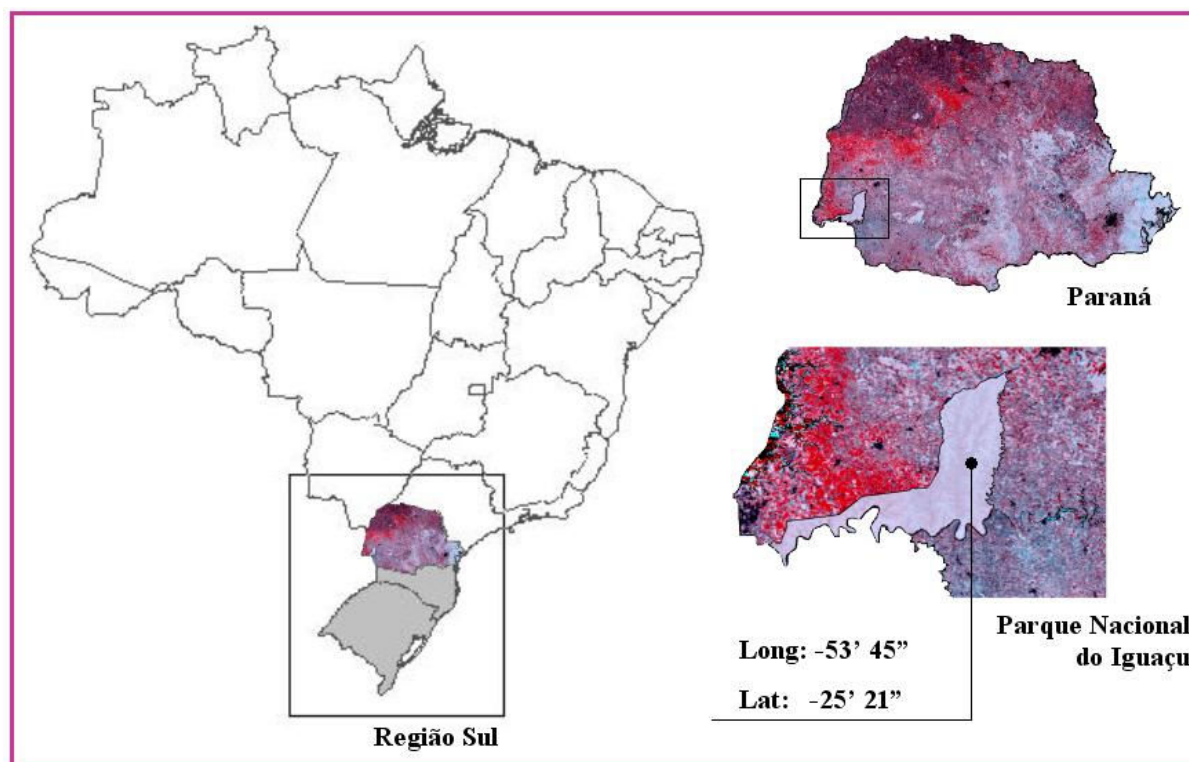 Paraná
Parque Nacional
do Iguaçu
Long: -53’ 45”
Lat: -25’ 21”
Região Sul